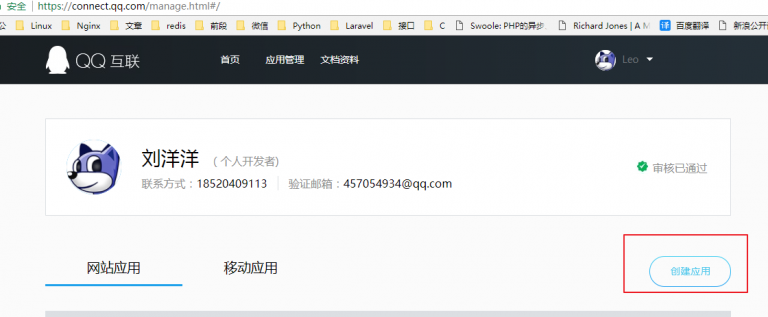 安全 | https://connect.qq.com/manage.html#/
Linux Nginx 文章 redis 前段 微信 Python Laravel 接口 C Swoole: PHP的异步、 Richard Jones | A M 译 百度翻译 新浪公开
QQ互联 首页 应用管理 文档资料 Leo
刘洋洋 ( 个人开发者)
审核已通过
联系方式：18520409113 验证邮箱：457054934@qq.com
网站应用 移动应用 创建应用